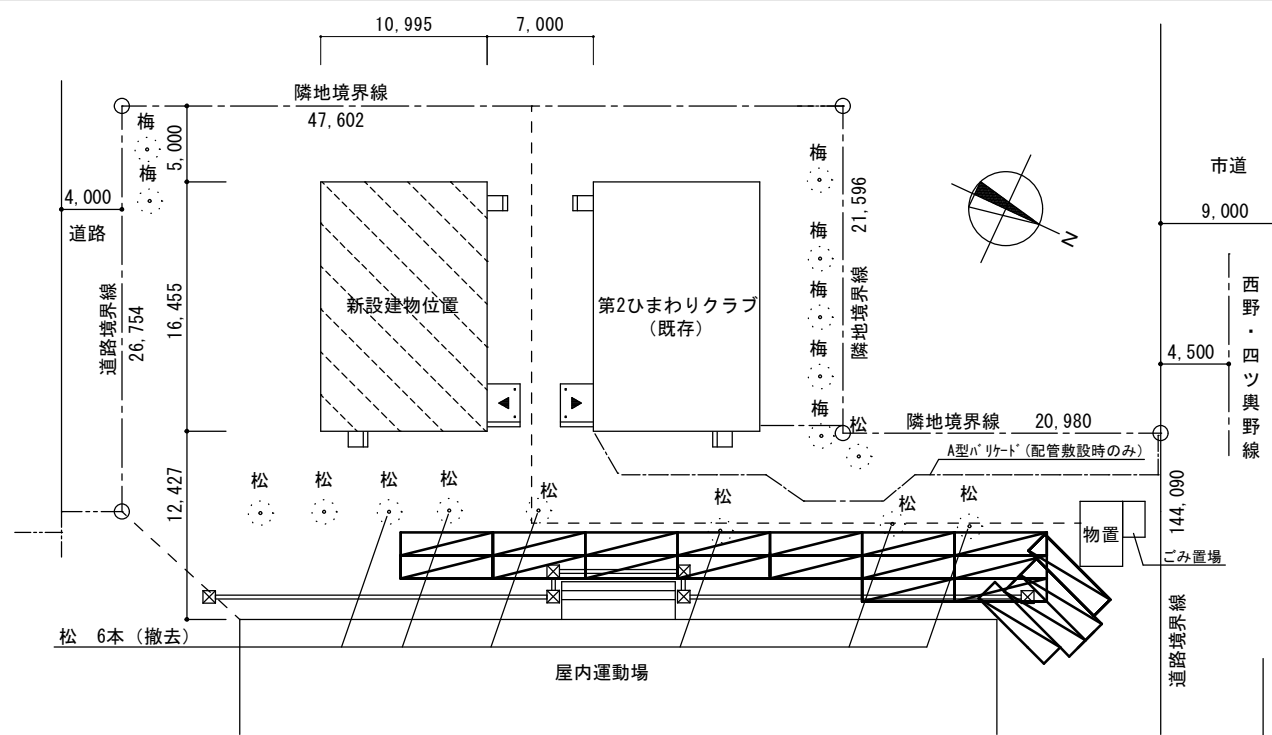 10,995
7,000
隣地境界線
47,602
梅
梅
5,000
4,000
道路
道路境界線
26,754
16,455
12,427
新設建物位置
第2ひまわりクラブ
（既存）
梅
梅
梅
梅
梅
松
隣地境界線 21,596
N
市道
9,000
4,500
西野・四ツ興野線
隣地境界線 20,980
A型バリケード（配管敷設時のみ）
松
松
松
松
松
松
松
松
物置
ごみ置場
144,090
道路境界線
松 6本（撤去）
屋内運動場